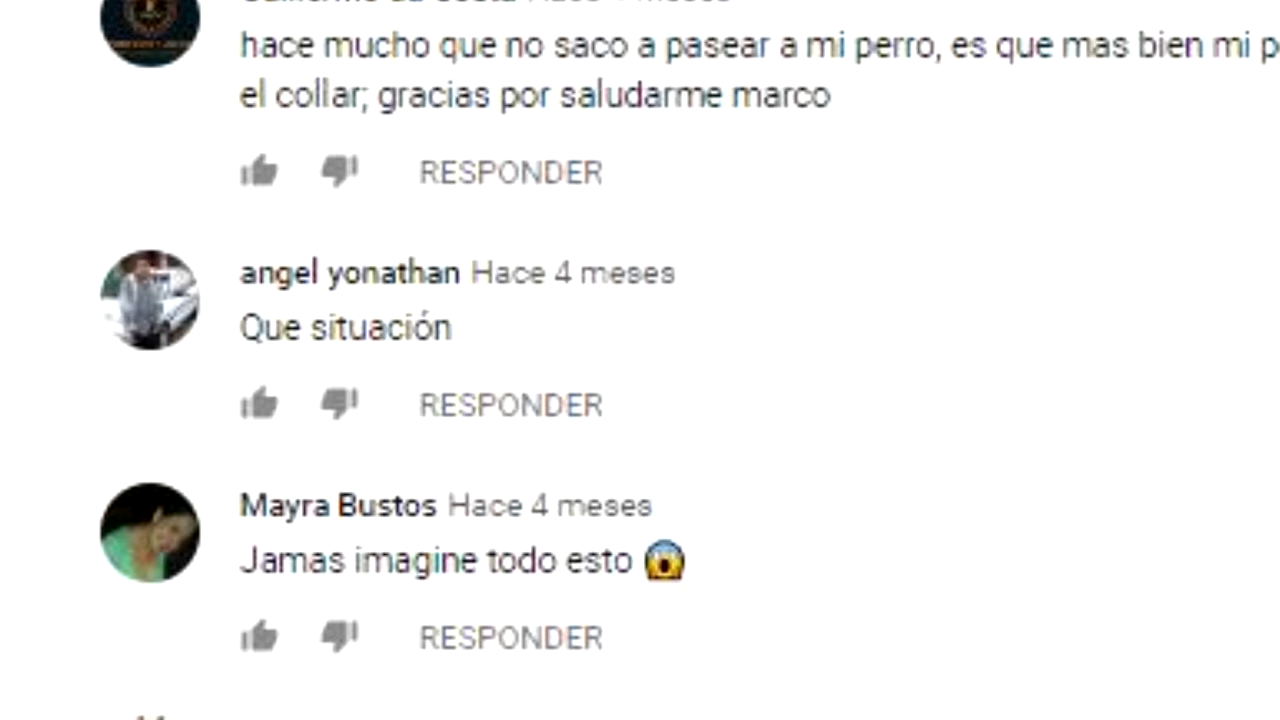 hace mucho que no saco a pasear a mi perro, es que mas bien mi
el collar; gracias por saludarme marco
RESPONDER
angel yonathan Hace 4 meses
Que situación
RESPONDER
Mayra Bustos Hace 4 meses
Jamas imagine todo esto 😱
RESPONDER